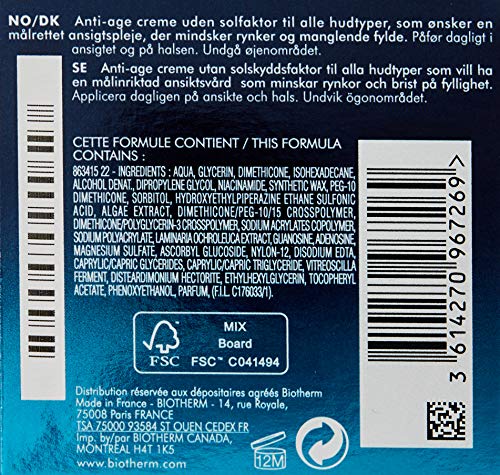 NO/DK Anti-age creme uden solfaktor til alle hudtyper, som ønsker en
målrettet ansigtspleje, der mindsker rynker og manglende fylde. Påfør dagligt i
ansigtet og på halsen. Undgå øjenområdet.
SE Anti-age creme utan solskyddsfaktor til alla hudtyper som vill ha
en målinriktad ansiktsvård som minskar rynkor och brist på fyllighet.
Applicera dagligen på ansikte och hals. Undvik ögonområdet.
CETTE FORMULE CONTIENT / THIS FORMULA
CONTAINS :
863415 22 - INGREDIENTS : AQUA, GLYCERIN, DIMETHICONE, ISOHEXADECANE,
ALCOHOL DENAT., DIPROPYLENE GLYCOL, NIACINAMIDE, SYNTHETIC WAX, PEG-10
DIMETHICONE, SORBITOL, HYDROXYETHYLPIPERAZINE ETHANE SULFONIC
ACID, ALGAE EXTRACT, DIMETHICONE/PEG-10/15 CROSSPOLYMER,
DIMETHICONE/POLYGLYCERIN-3 CROSSPOLYMER, SODIUM ACRYLATES COPOLYMER,
SODIUM POLYACRYLATE, LAMINARIA OCHROLEUCA EXTRACT, GUANOSINE, ADENOSINE,
MAGNESIUM SULFATE, ASCORBYL GLUCOSIDE, NYLON-12, DISODIUM EDTA,
CAPRYLIC/CAPRIC GLYCERIDES, CAPRYLIC/CAPRIC TRIGLYCERIDE, VITREOSCILLA
FERMENT, DISTEARDIMONIUM HECTORITE, ETHYLHEXYLGLYCERIN, TOCOPHERYL
ACETATE, PHENOXYETHANOL, PARFUM, (F.I.L. C176033/1).
FSC
MIX
Board
FSC™ C041494
3 614270 967269
Distribution réservée aux dépositaires agréés Biotherm
Made in France - BIOTHERM - 14, rue Royale,
75008 Paris FRANCE
TSA 75000 93584 ST OUEN CEDEX FR
Imp. by/par BIOTHERM CANADA,
MONTRÉAL H4T 1K5
www.biotherm.com
12M